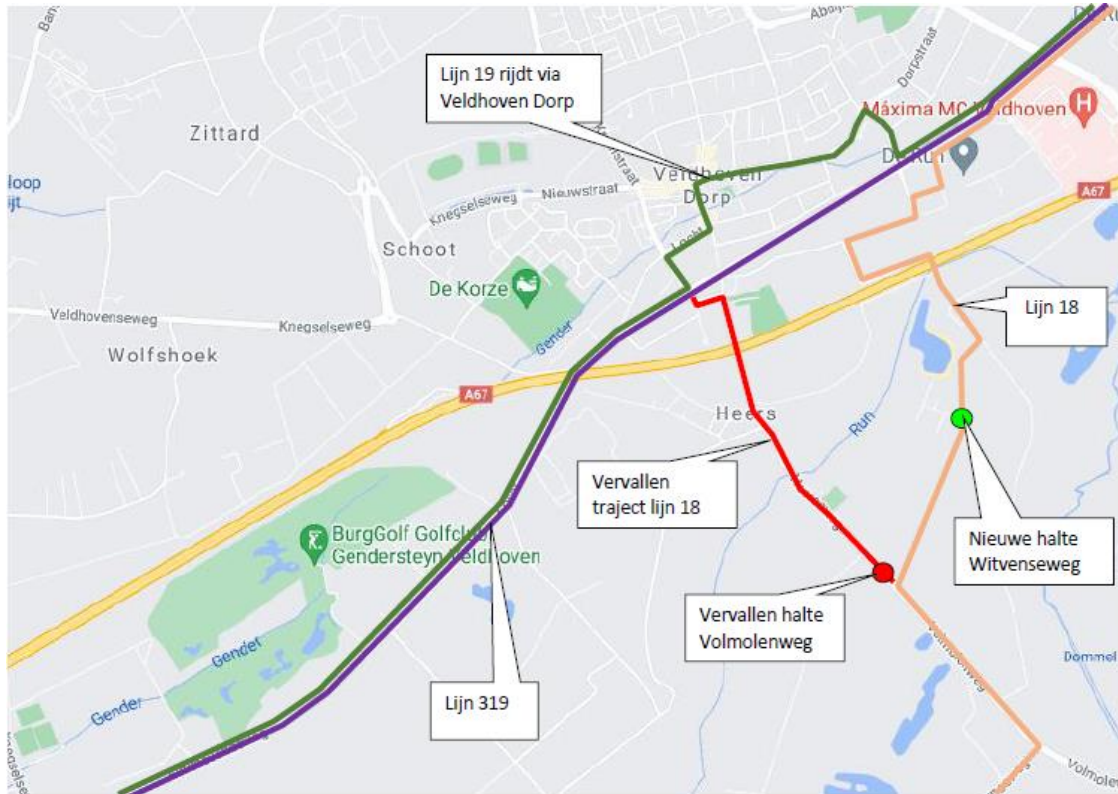 Lijn 19 rijdt via
Veldhoven Dorp
Dorpstraat
Máxima MC Veldhoven
H
Zittard
De Run
A67
Veldhoven
Dorp
Nieuwstraat
Knegselseweg
Schoot
Locht
De Korze
Lijn 18
Veldhovenseweg
Knegselseweg
Gender
Wolfshoek
A67
Heers
Run
Vervallen
traject lijn 18
BurgGolf Golfclub
Gendersteyn Veldhoven
Nieuwe halte
Witvenseweg
Vervallen halte
Volmolenweg
Gender
Gender
Volmolenweg
Dommel
Lijn 319